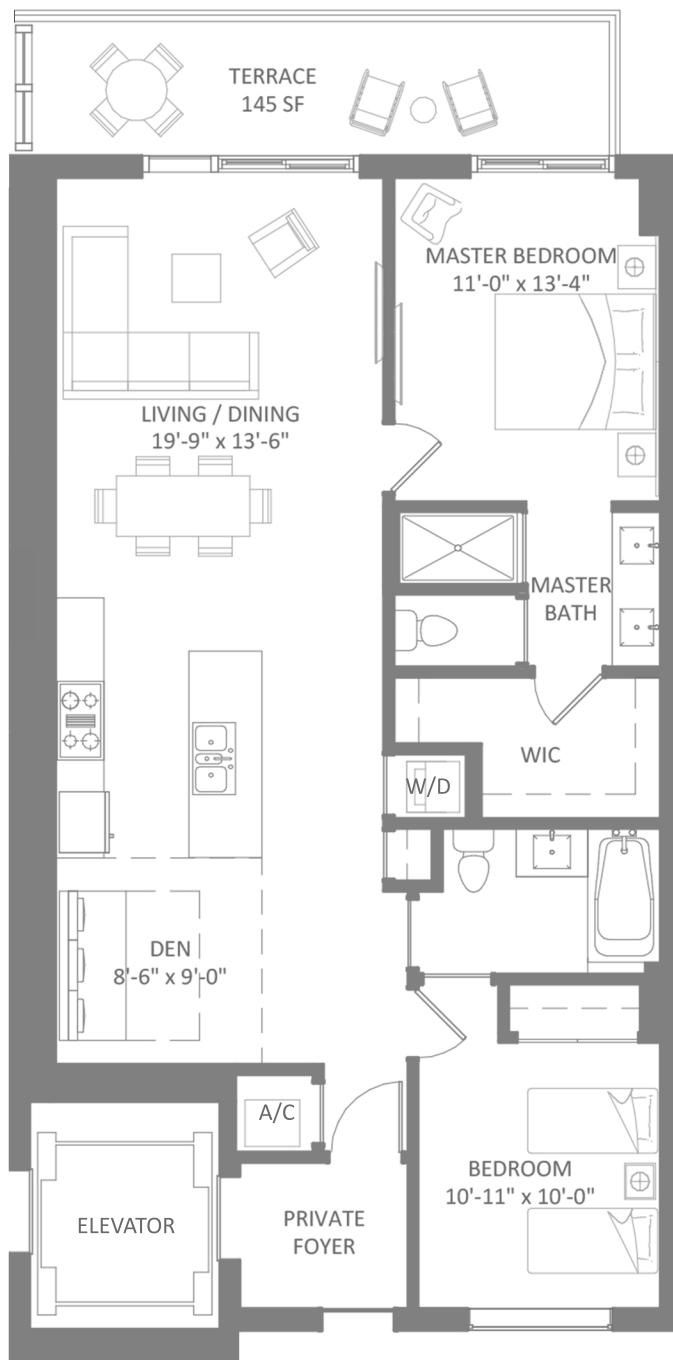 TERRACE
145 SF
MASTER BEDROOM
11'-0" x 13'-4"
LIVING / DINING
19'-9" x 13'-6"
MASTER
BATH
WIC
W/D
DEN
8'-6" x 9'-0"
A/C
BEDROOM
10'-11" x 10'-0"
PRIVATE
FOYER
ELEVATOR